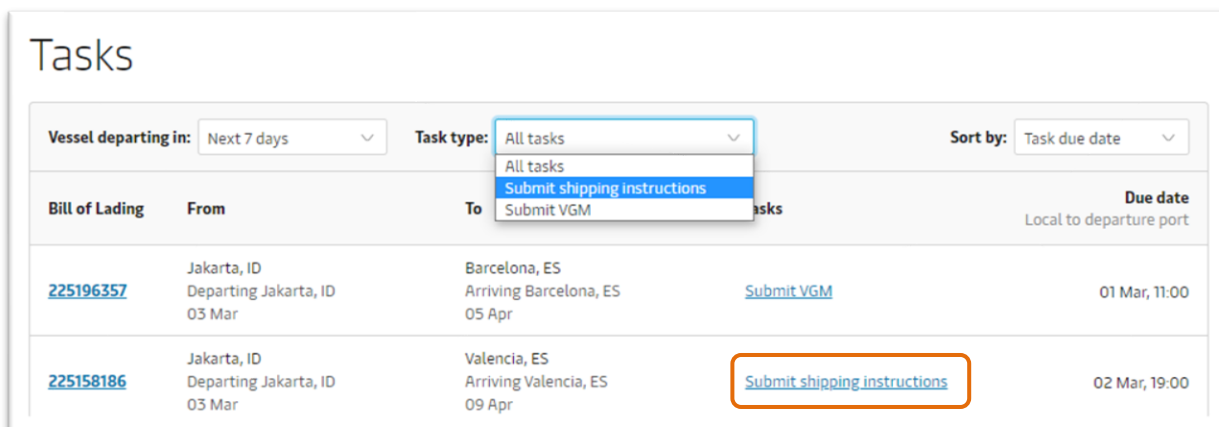 Tasks
Vessel departing in: Next 7 days Task type: All tasks Sort by: Task due date
All tasks
Submit shipping instructions
Submit VGM
Bill of Lading From To asks Due date
Local to departure port
Jakarta, ID Barcelona, ES
225196357 Departing Jakarta, ID Arriving Barcelona, ES Submit VGM 01 Mar, 11:00
03 Mar 05 Apr
Jakarta, ID Valencia, ES
225158186 Departing Jakarta, ID Arriving Valencia, ES Submit shipping instructions 02 Mar, 19:00
03 Mar 09 Apr